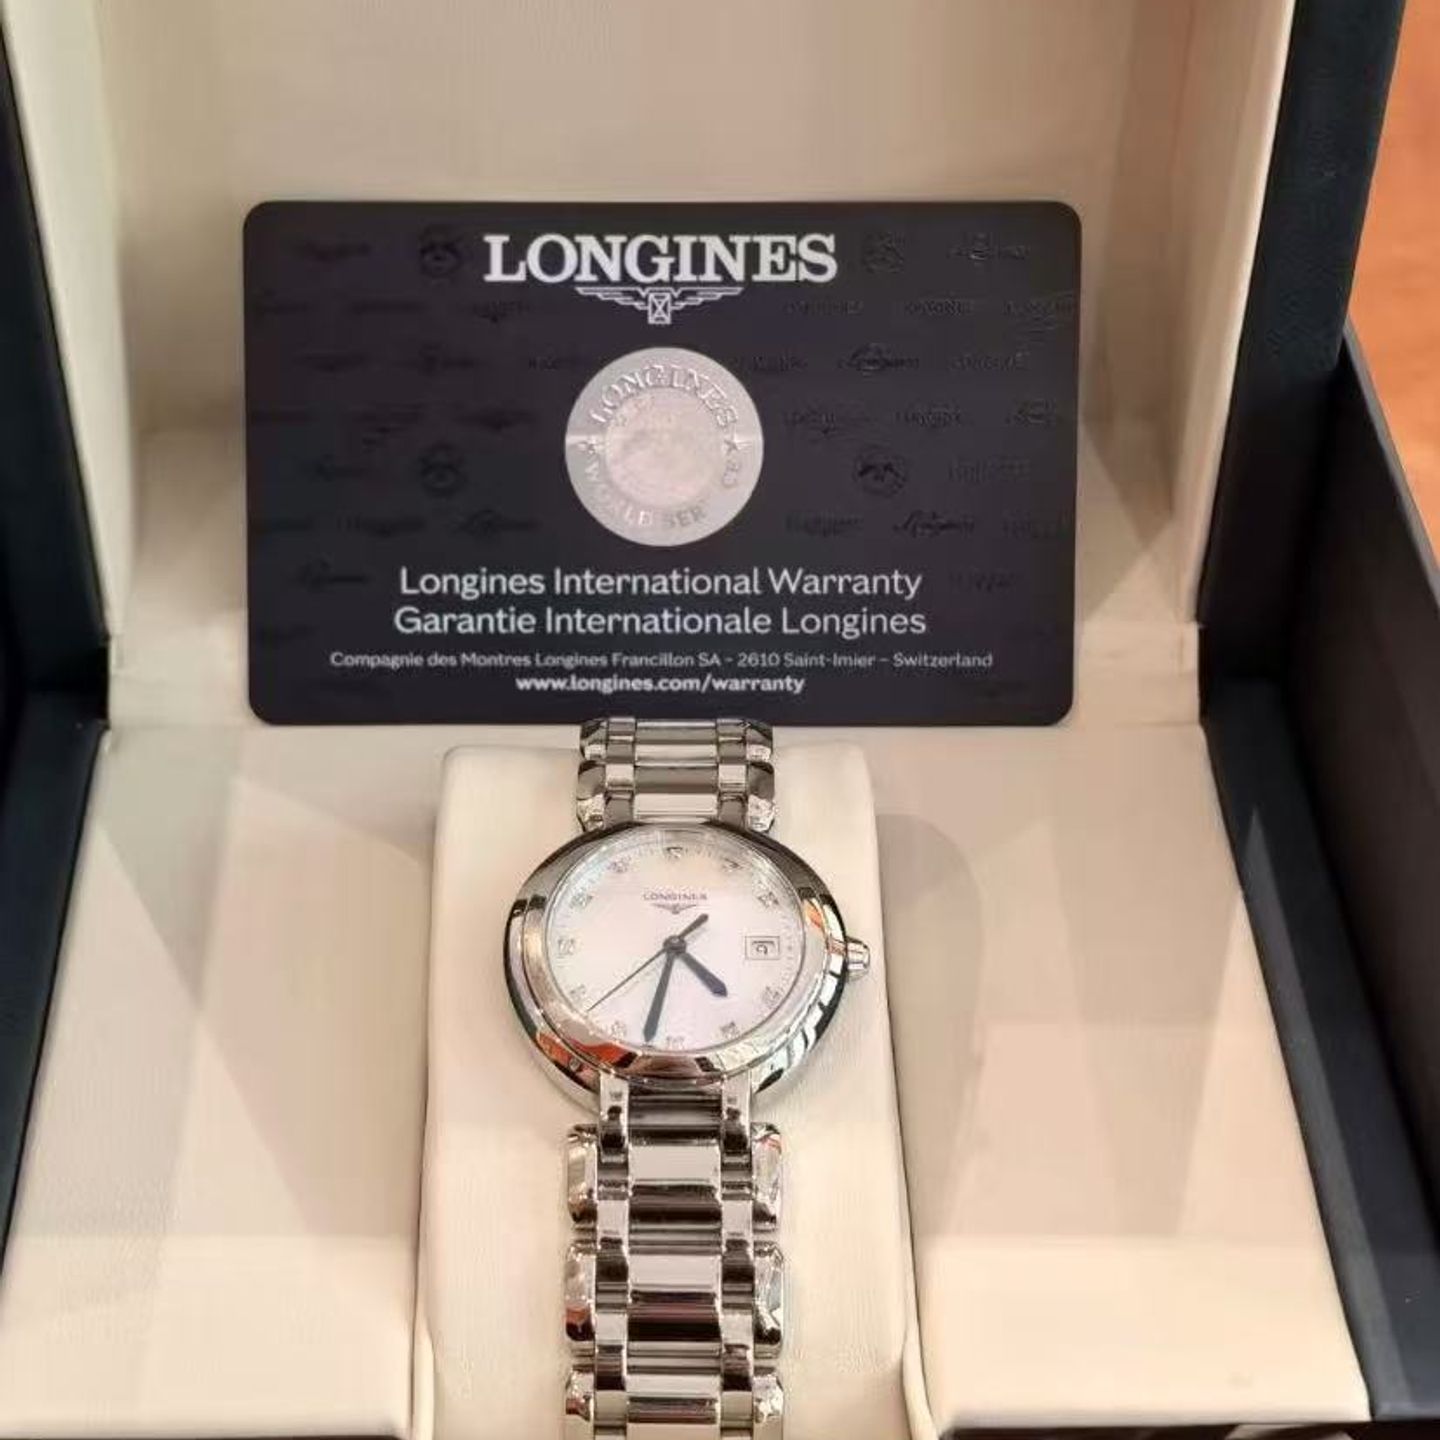 LONGINES
LONGINES
WORLD SER
Longines International Warranty
Garantie Internationale Longines
Compagnie des Montres Longines Francillon SA – 2610 Saint-Imier – Switzerland
www.longines.com/warranty
LONGINES